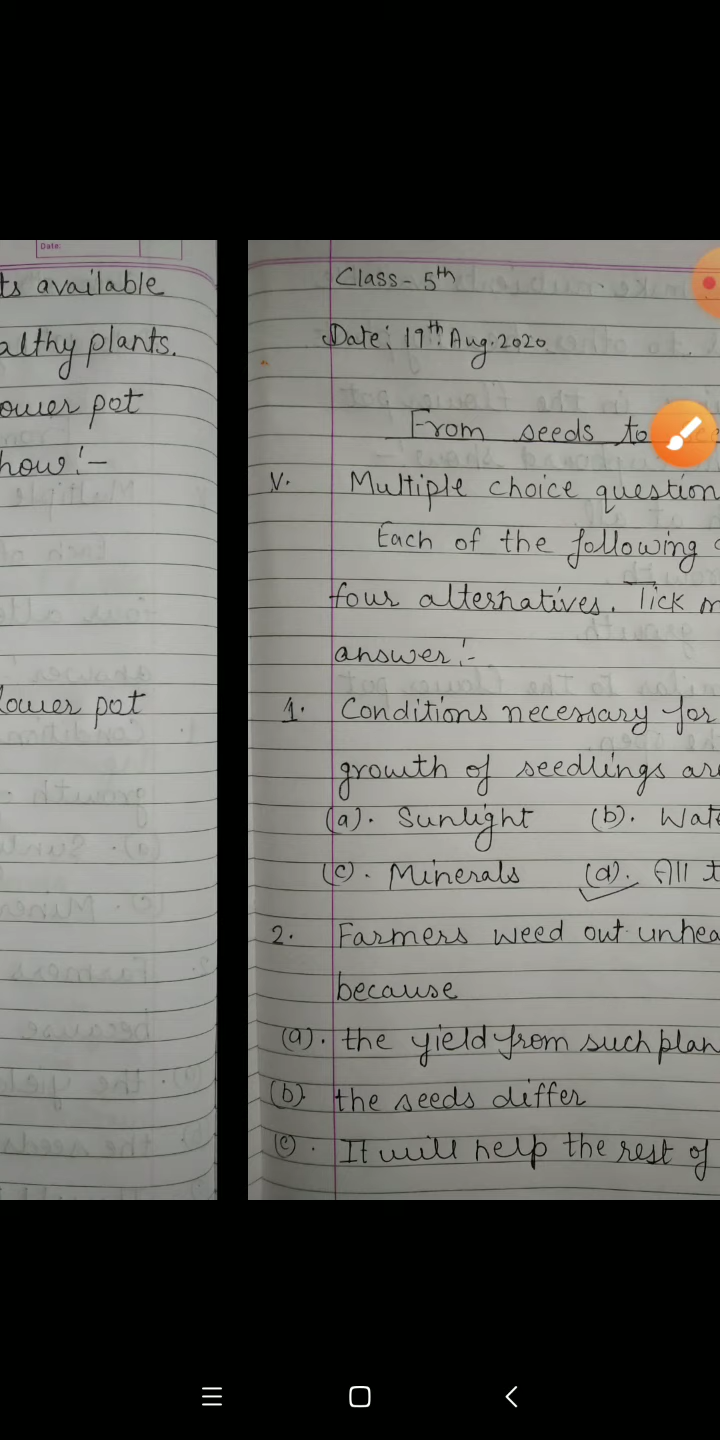 Date:
ts available
althy plants.
ower pot
how:-
lower pot
Class- 5th
Date: 19th Aug. 2020
From seeds to
V. Multiple choice question
Each of the following
four alternatives. Tick m
answer:-
1. Conditions necessary for
growth of seedlings are
(a). Sunlight (b). Wate
(c). Minerals (d). All t
2. Farmers weed out unhea
because
(a). the yield from such plan
(b) the seeds differ
(c). It will help the rest of